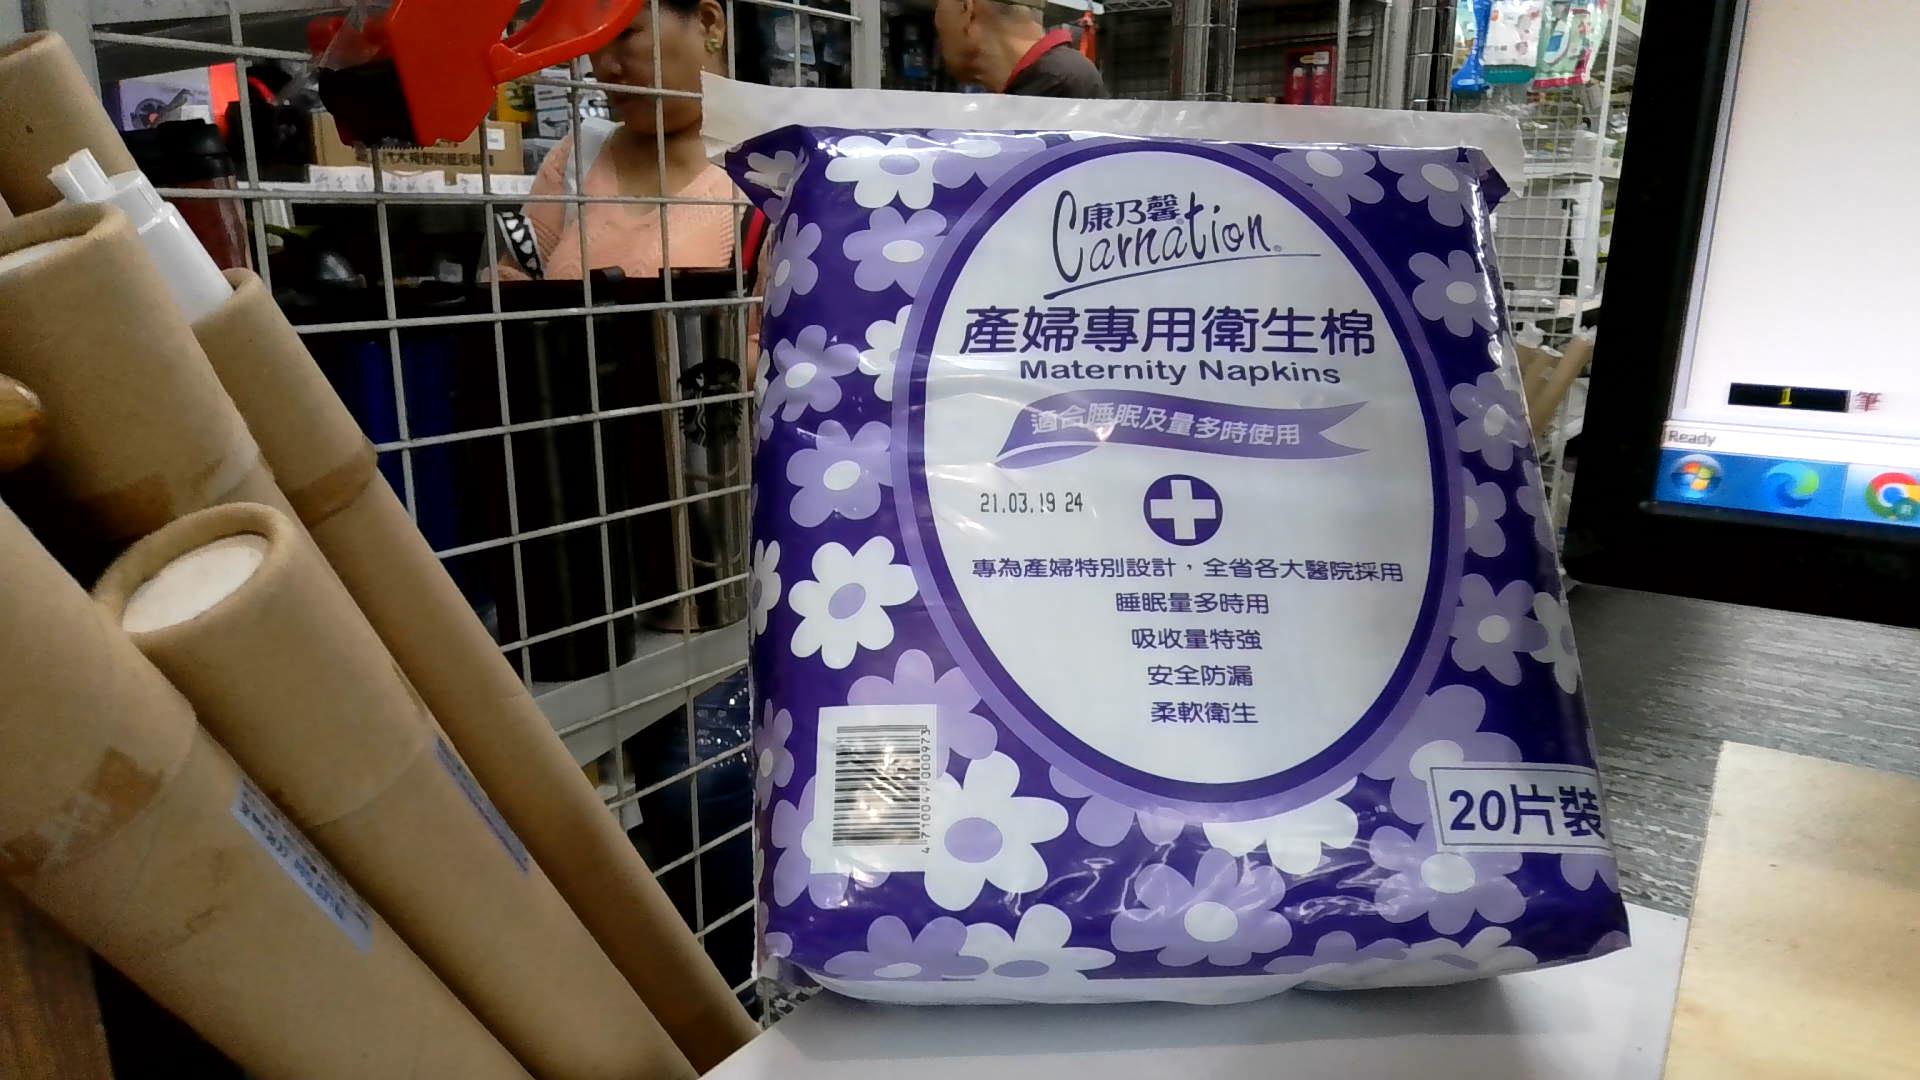 康乃馨
Carnation®
產婦專用衛生棉
Maternity Napkins
適合睡眠及量多時使用
21.03.19 24
專為產婦特別設計，全省各大醫院採用
睡眠量多時用
吸收量特強
安全防漏
柔軟衛生
20片裝
1 筆
Ready